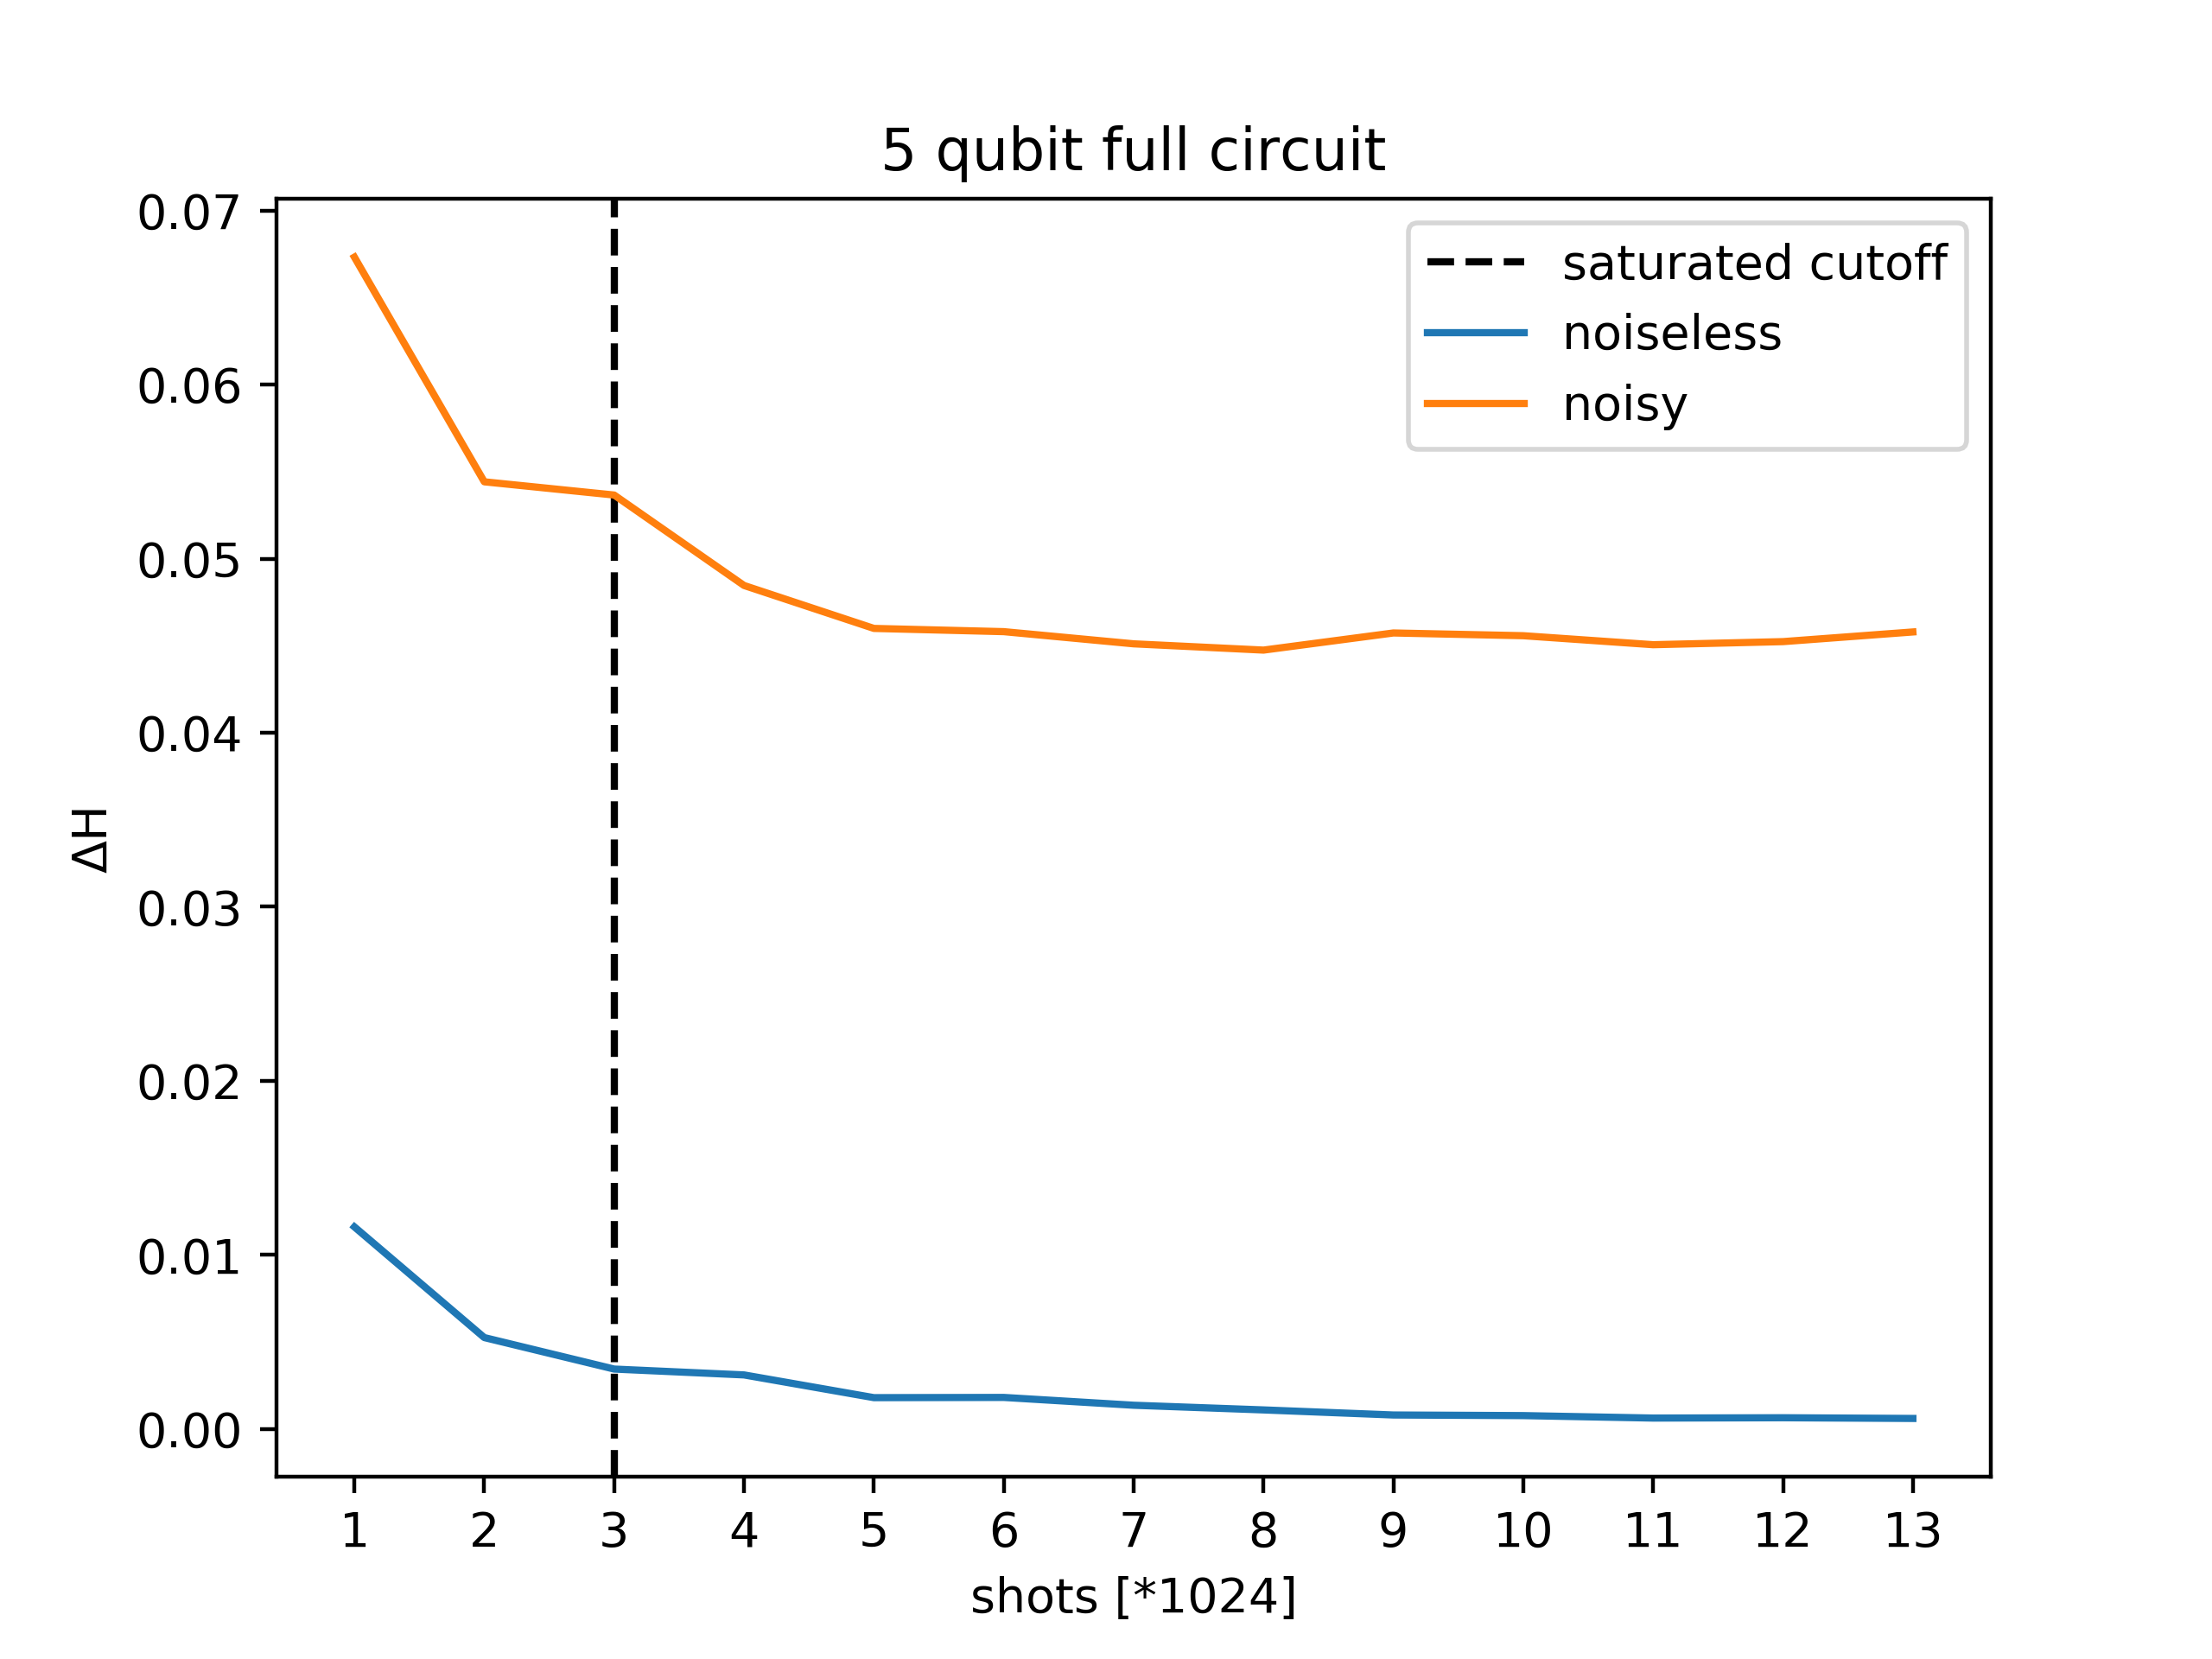 5 qubit full circuit
saturated cutoff
noiseless
noisy
0.07
0.06
0.05
0.04
0.03
0.02
0.01
0.00
ΔH
1 2 3 4 5 6 7 8 9 10 11 12 13
shots [*1024]